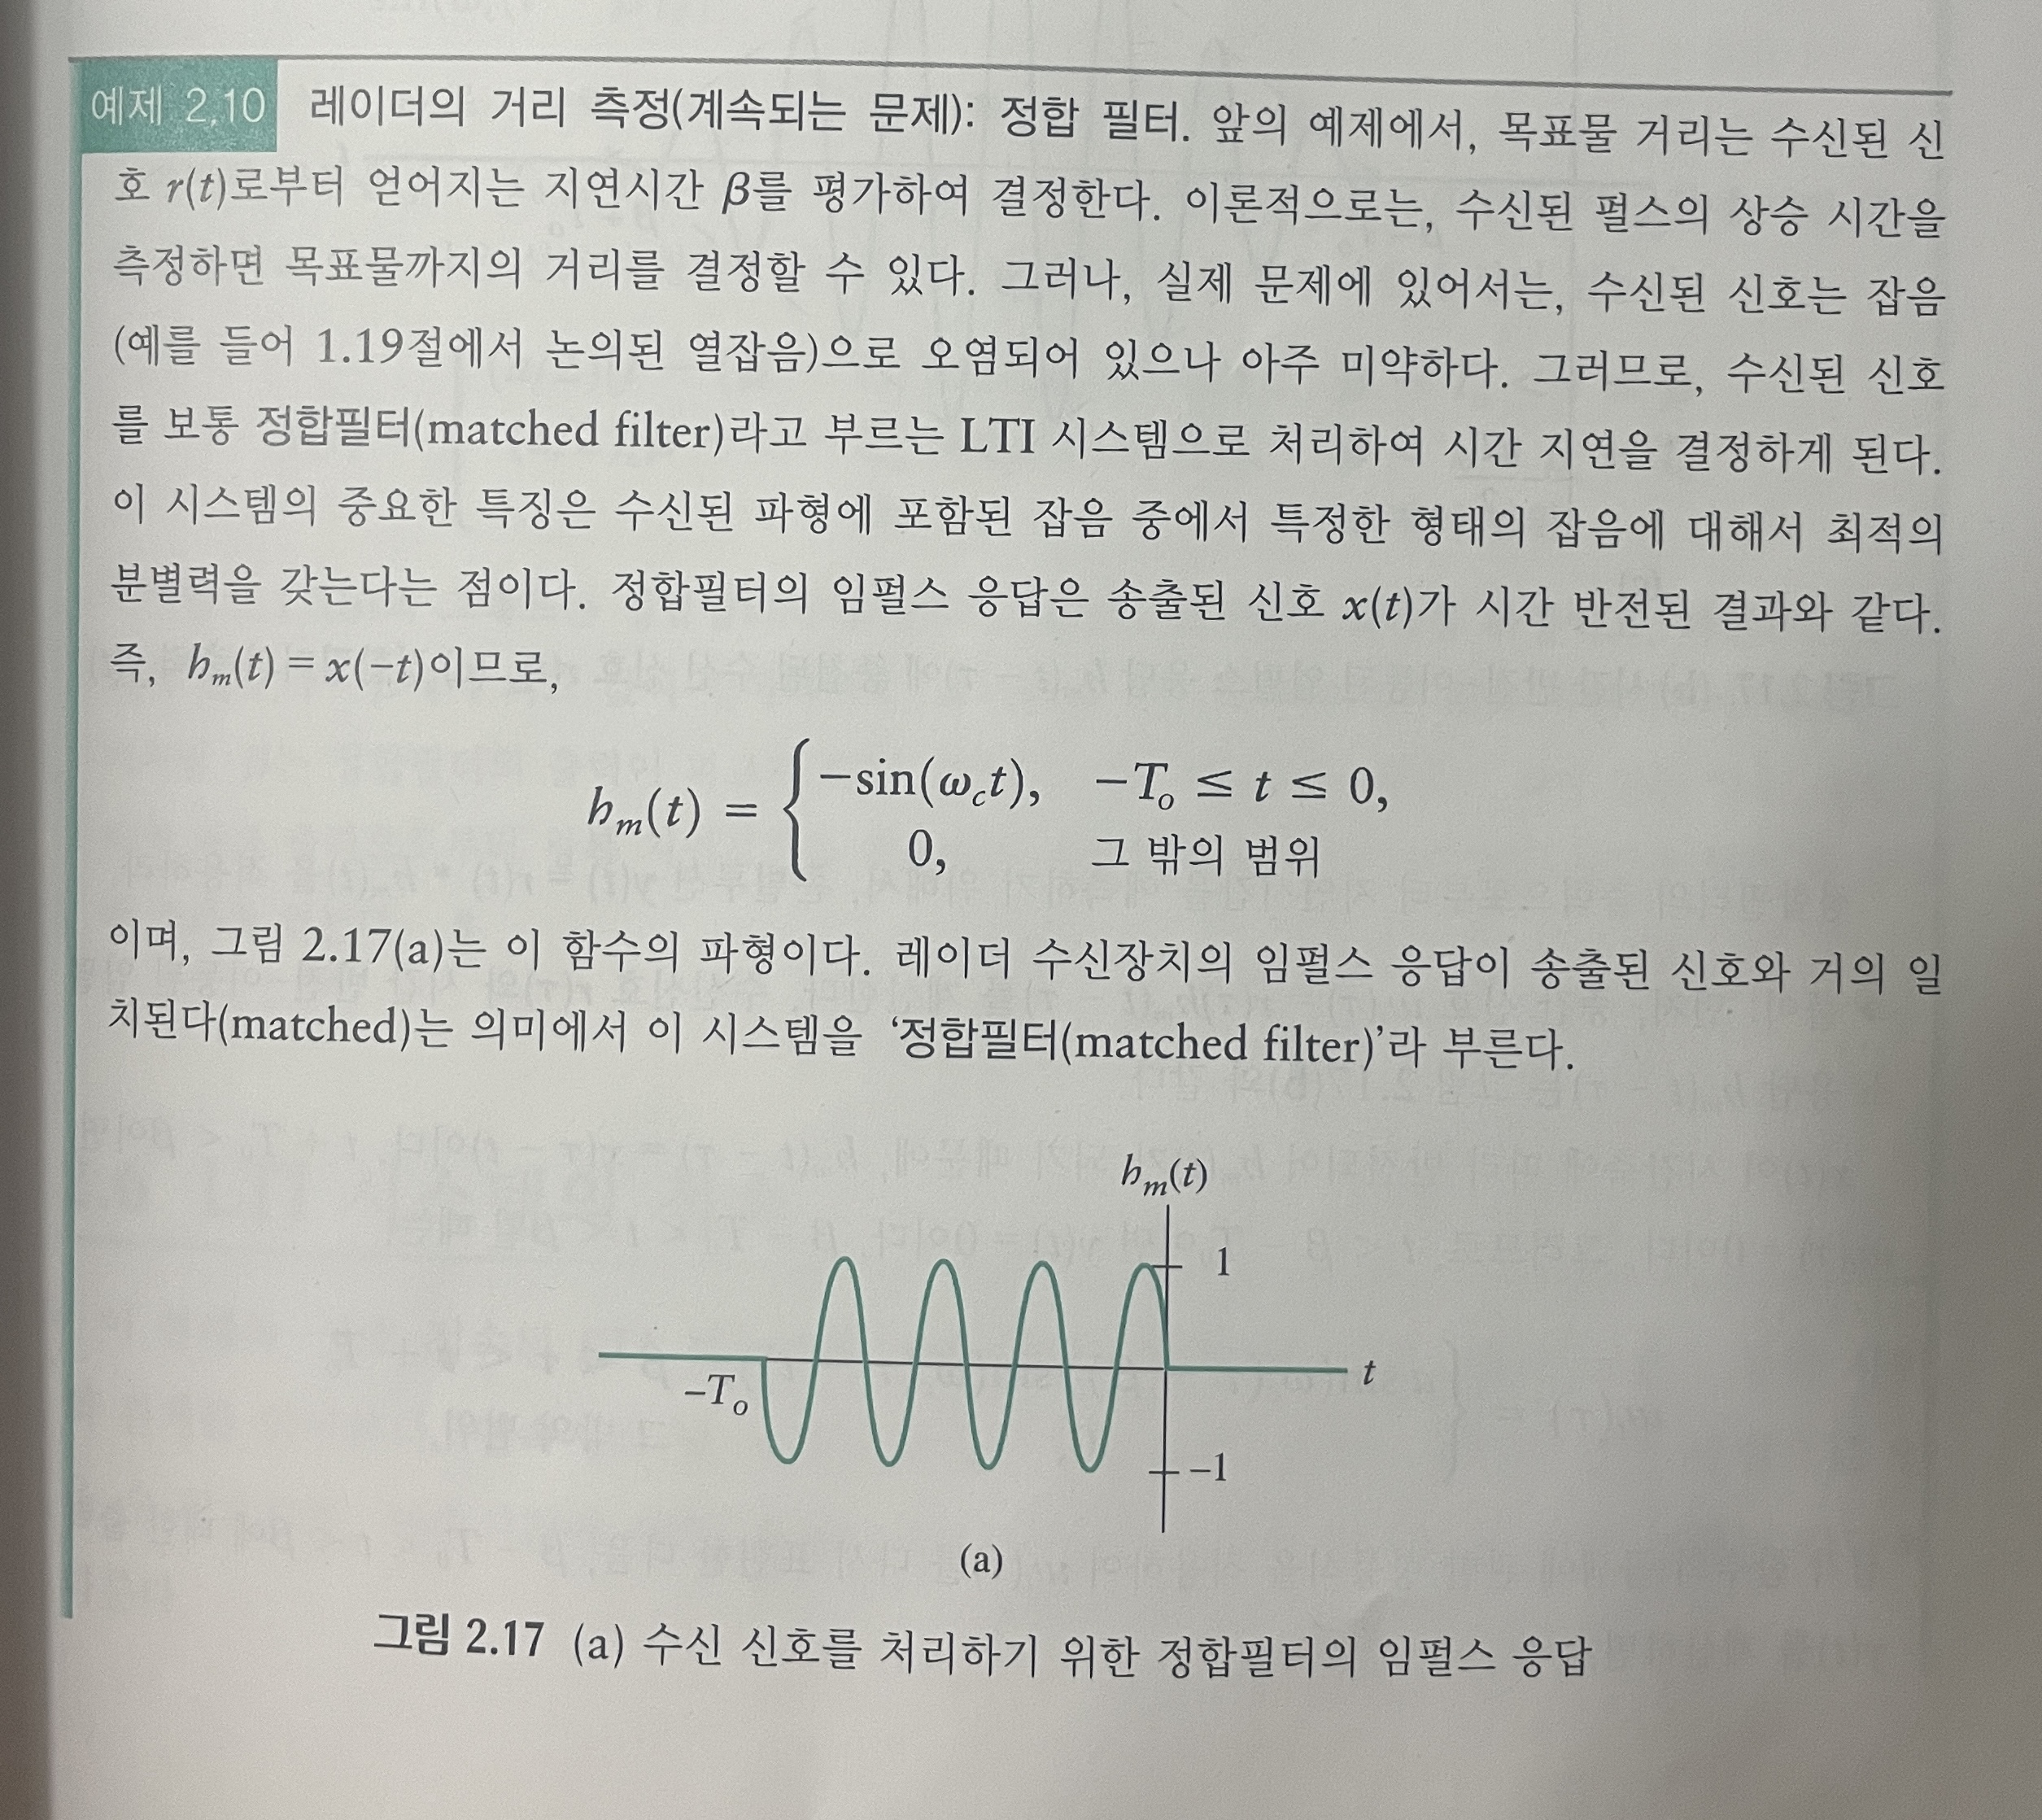 예제 2.10 레이더의 거리 측정(계속되는 문제): 정합 필터. 앞의 예제에서, 목표물 거리는 수신된 신
호 r(t)로부터 얻어지는 지연시간 β를 평가하여 결정한다. 이론적으로는, 수신된 펄스의 상승 시간을
측정하면 목표물까지의 거리를 결정할 수 있다. 그러나, 실제 문제에 있어서는, 수신된 신호는 잡음
(예를 들어 1.19절에서 논의된 열잡음)으로 오염되어 있으나 아주 미약하다. 그러므로, 수신된 신호
를 보통 정합필터(matched filter)라고 부르는 LTI 시스템으로 처리하여 시간 지연을 결정하게 된다.
이 시스템의 중요한 특징은 수신된 파형에 포함된 잡음 중에서 특정한 형태의 잡음에 대해서 최적의
분별력을 갖는다는 점이다. 정합필터의 임펄스 응답은 송출된 신호 x(t)가 시간 반전된 결과와 같다.
즉, hₘ(t) = x(−t)이므로,
hₘ(t) = { −sin(ω_c t), −Tₒ ≤ t ≤ 0,
0, 그 밖의 범위
이며, 그림 2.17(a)는 이 함수의 파형이다. 레이더 수신장치의 임펄스 응답이 송출된 신호와 거의 일
치된다(matched)는 의미에서 이 시스템을 ‘정합필터(matched filter)’라 부른다.
hₘ(t)
1
t
−Tₒ
−1
(a)
그림 2.17 (a) 수신 신호를 처리하기 위한 정합필터의 임펄스 응답